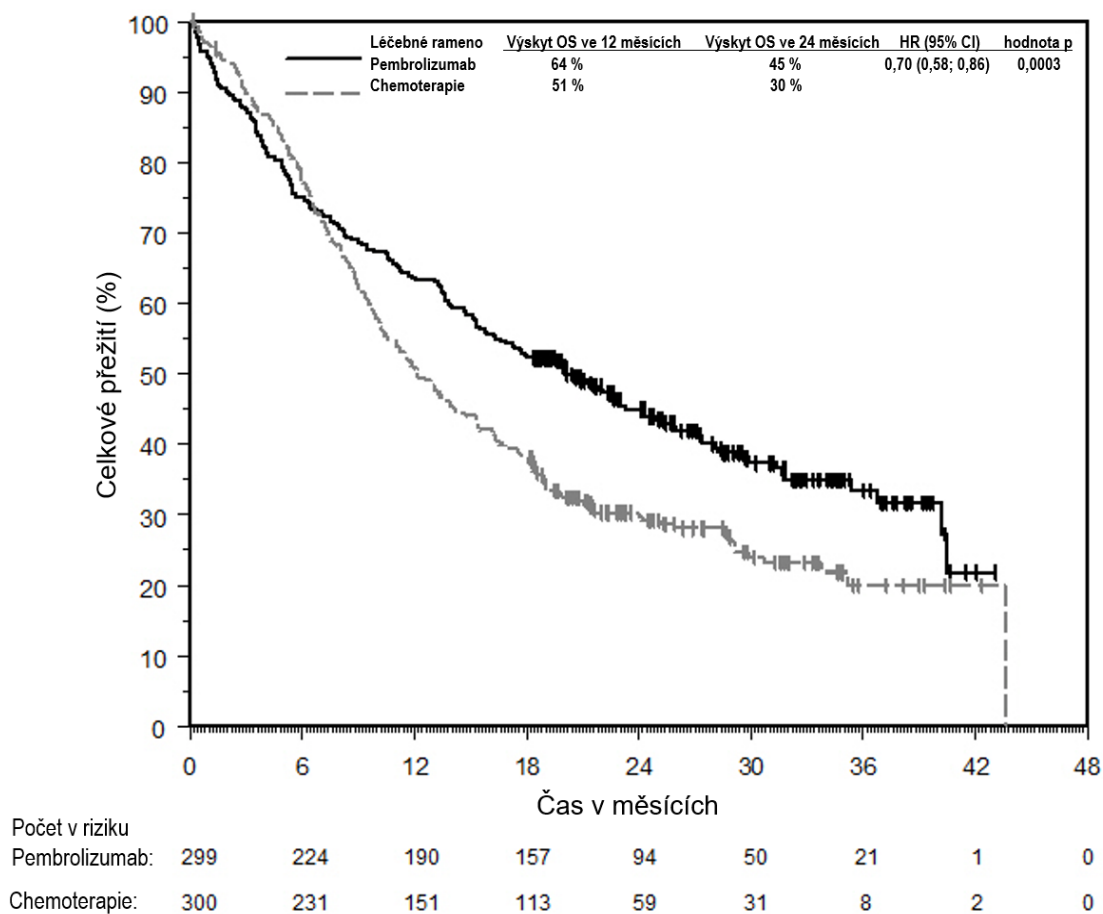 Léčebné rameno Výskyt OS ve 12 měsících Výskyt OS ve 24 měsících HR (95% CI) hodnota p
Pembrolizumab 64 % 45 % 0,70 (0,58; 0,86) 0,0003
Chemoterapie 51 % 30 %
100
90
80
70
60
50
40
30
20
10
0
Celkové přežití (%)
0 6 12 18 24 30 36 42 48
Čas v měsících
Počet v riziku
Pembrolizumab: 299 224 190 157 94 50 21 1 0
Chemoterapie: 300 231 151 113 59 31 8 2 0